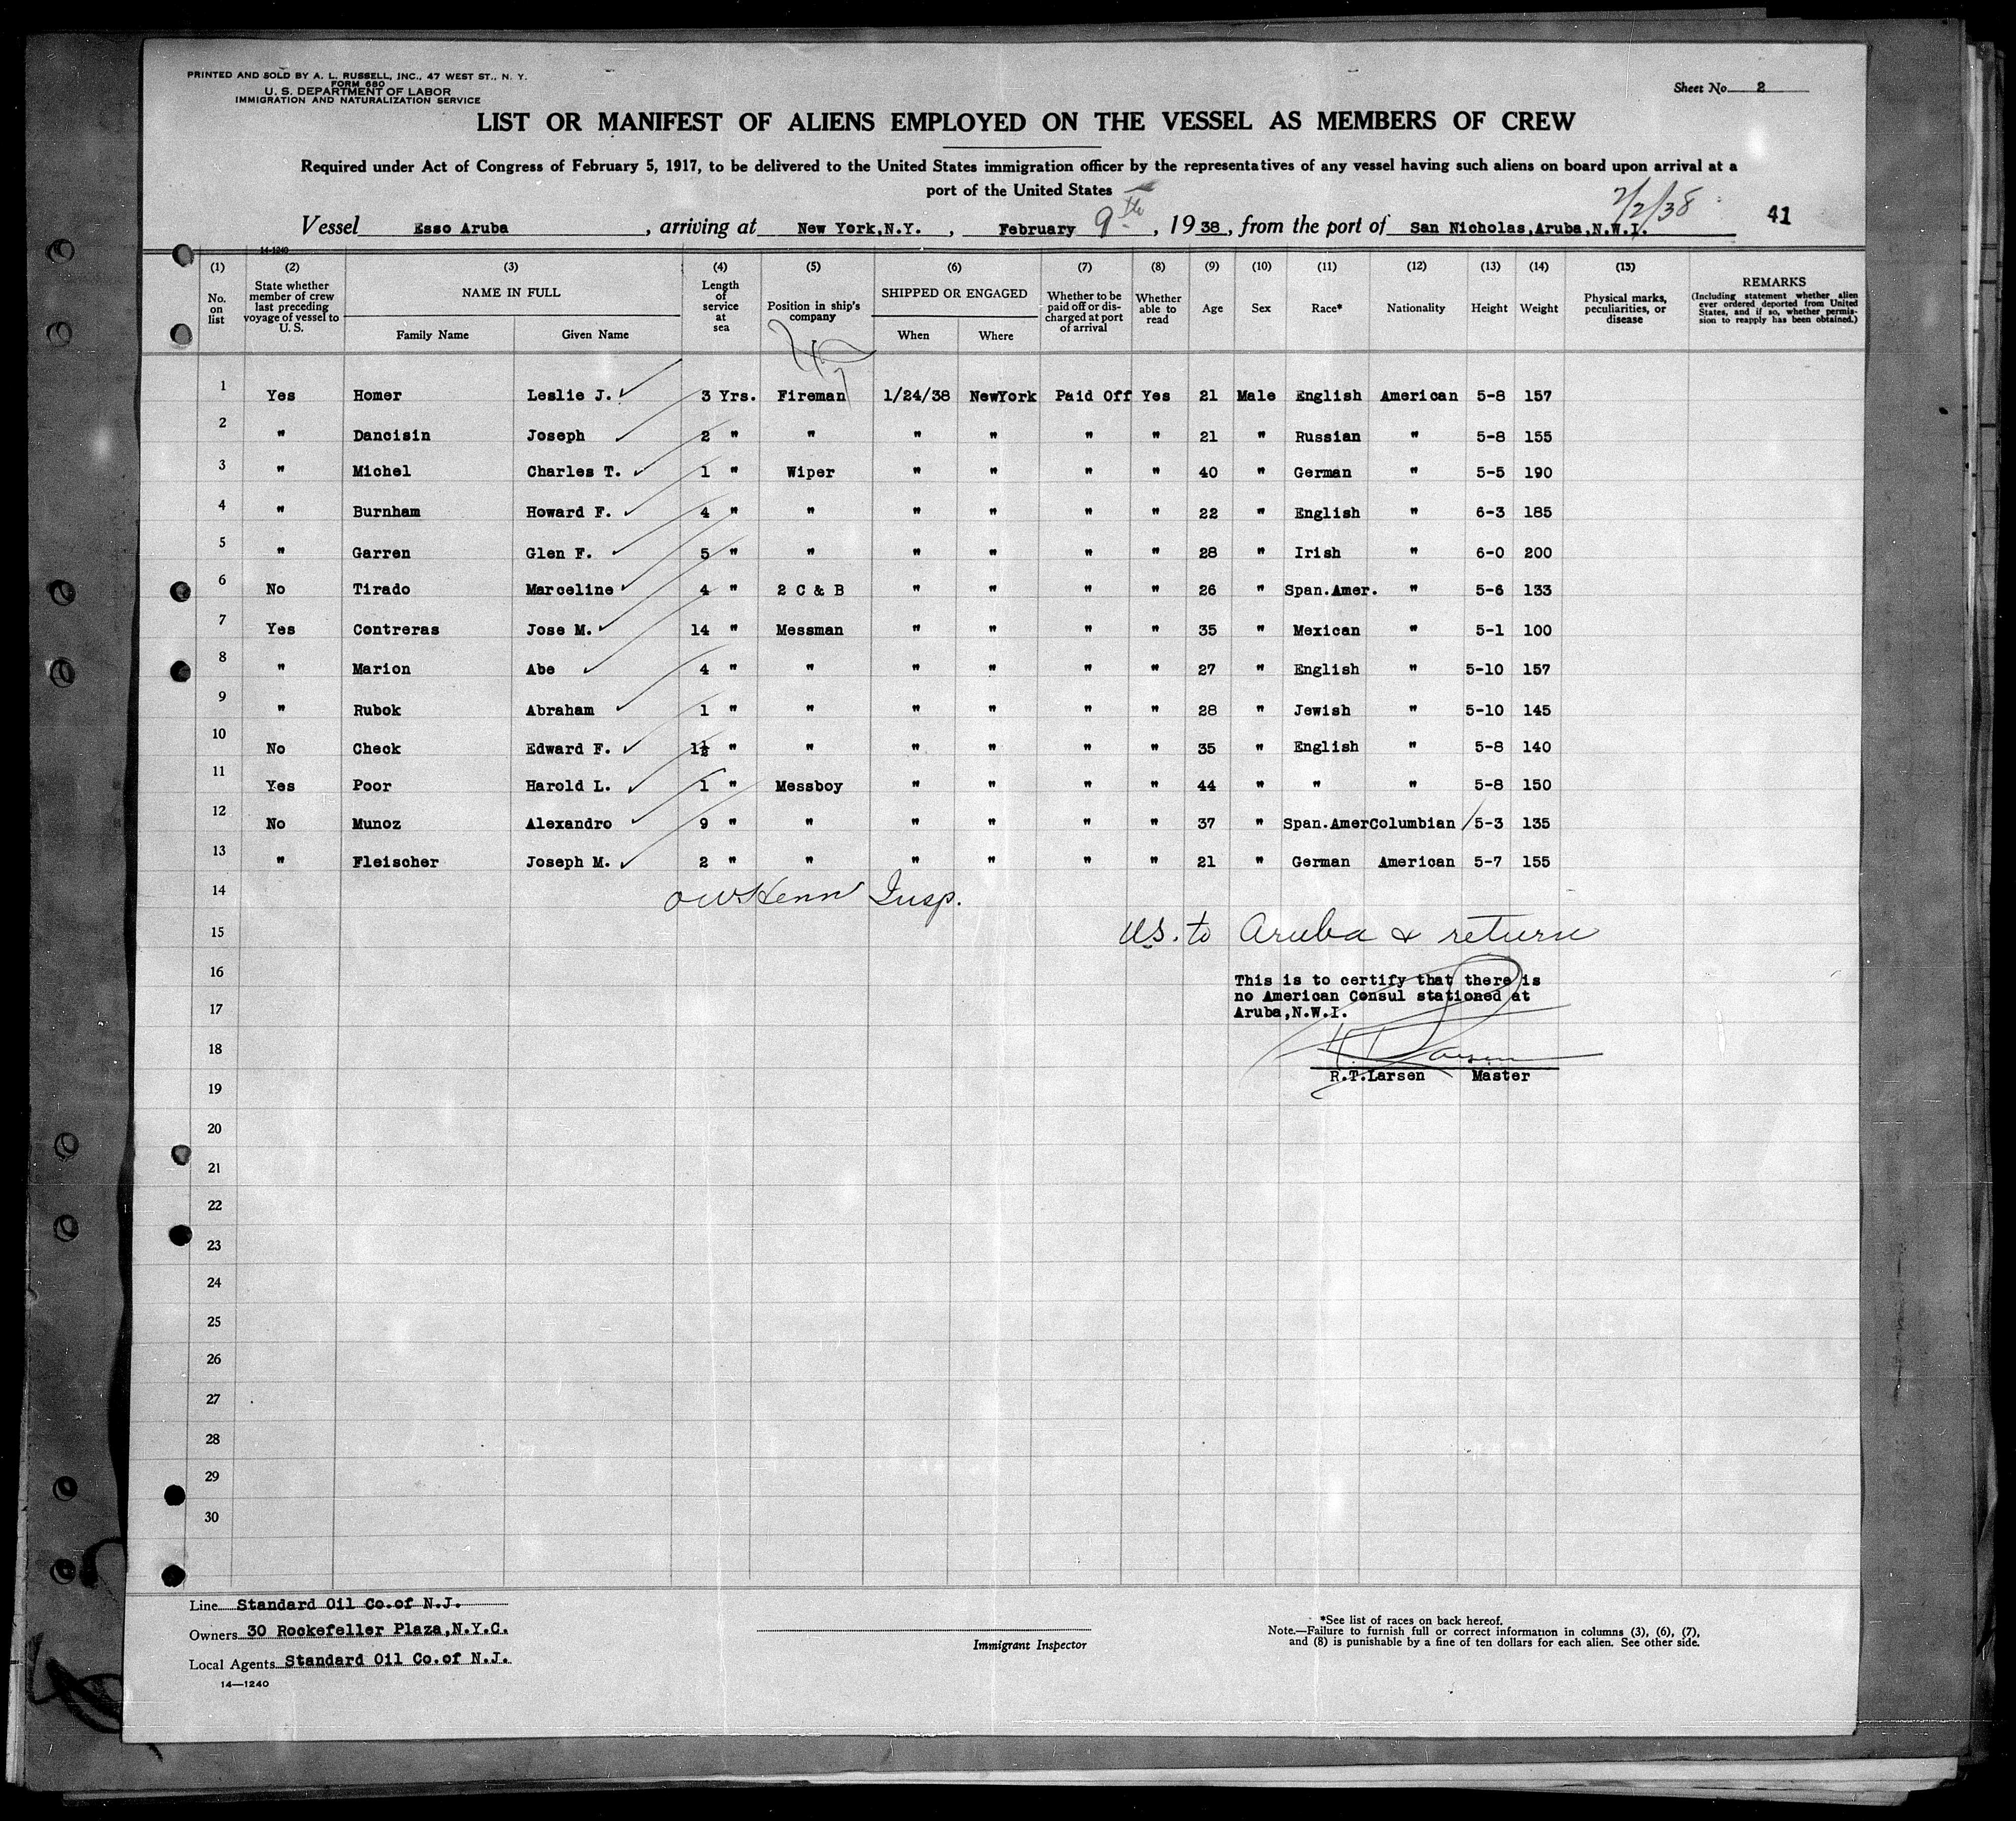 PRINTED AND SOLD BY A. L. RUSSELL, INC., 47 WEST ST., N. Y.
FORM 680
U. S. DEPARTMENT OF LABOR
IMMIGRATION AND NATURALIZATION SERVICE
Sheet No. 2
LIST OR MANIFEST OF ALIENS EMPLOYED ON THE VESSEL AS MEMBERS OF CREW
Required under Act of Congress of February 5, 1917, to be delivered to the United States immigration officer by the representatives of any vessel having such aliens on board upon arrival at a
port of the United States
2/2/38
41
Vessel Esso Aruba, arriving at New York,N.Y., February 9th, 1938, from the port of San Nicholas,Aruba,N.W.I.
14-1240
(1) (2) (3) (4) (5) (6) (7) (8) (9) (10) (11) (12) (13) (14) (15)
No. on list
State whether member of crew last preceding voyage of vessel to U. S.
NAME IN FULL
Family Name Given Name
Length of service at sea
Position in ship's company
SHIPPED OR ENGAGED
When Where
Whether to be paid off or discharged at port of arrival
Whether able to read
Age
Sex
Race*
Nationality
Height
Weight
Physical marks, peculiarities, or disease
REMARKS
(Including statement whether alien ever ordered deported from United States, and if so, whether permission to reapply has been obtained.)
1 Yes Homer Leslie J. 3 Yrs. Fireman 1/24/38 NewYork Paid Off Yes 21 Male English American 5-8 157
2 " Dancisin Joseph 2 " " " " " " 21 " Russian " 5-8 155
3 " Michel Charles T. 1 " Wiper " " " " 40 " German " 5-5 190
4 " Burnham Howard F. 4 " " " " " " 22 " English " 6-3 185
5 " Garren Glen F. 5 " " " " " " 28 " Irish " 6-0 200
6 No Tirado Marceline 4 " 2 C & B " " " " 26 " Span.Amer. " 5-6 133
7 Yes Contreras Jose M. 14 " Messman " " " " 35 " Mexican " 5-1 100
8 " Marion Abe 4 " " " " " " 27 " English " 5-10 157
9 " Rubok Abraham 1 " " " " " " 28 " Jewish " 5-10 145
10 No Cheok Edward F. 1½ " " " " " " 35 " English " 5-8 140
11 Yes Poor Harold L. 1 " Messboy " " " " 44 " " " 5-8 150
12 No Munoz Alexandro 9 " " " " " " 37 " Span.Amer Columbian 5-3 135
13 " Fleischer Joseph M. 2 " " " " " " 21 " German American 5-7 155
14 Insp.
15 U.S. to Aruba & return
16 This is to certify that there is
no American Consul stationed at
17 Aruba,N.W.I.
18
R.T.Larsen Master
19
20
21
22
23
24
25
26
27
28
29
30
Line Standard Oil Co.of N.J.
Owners 30 Rockefeller Plaza,N.Y.C.
Local Agents Standard Oil Co.of N.J.
14—1240
Immigrant Inspector
*See list of races on back hereof.
Note.—Failure to furnish full or correct information in columns (3), (6), (7),
and (8) is punishable by a fine of ten dollars for each alien. See other side.